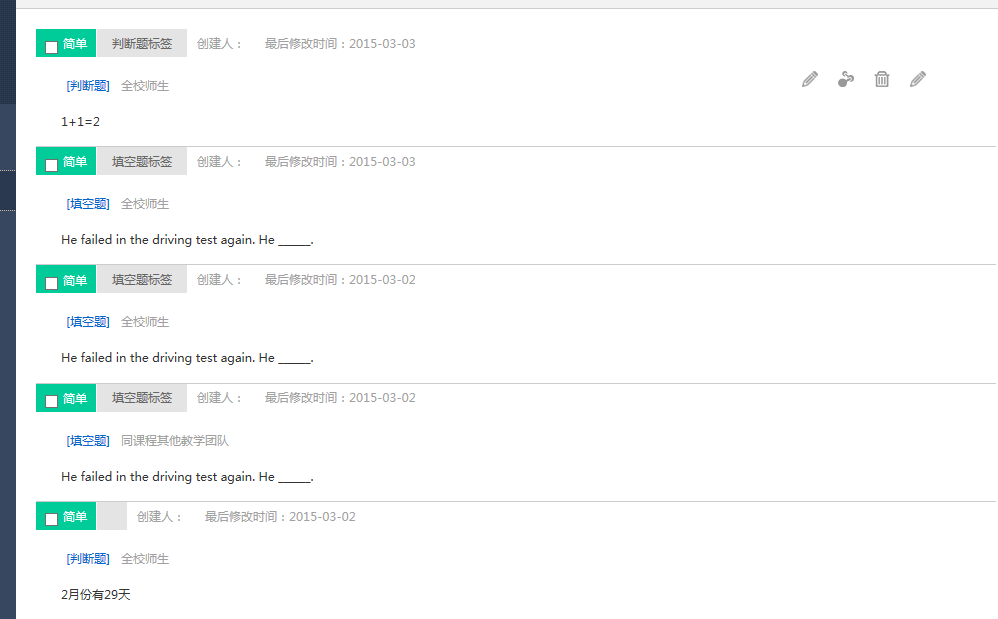 简单 判断题标签 创建人： 最后修改时间：2015-03-03
[判断题] 全校师生
1+1=2
简单 填空题标签 创建人： 最后修改时间：2015-03-03
[填空题] 全校师生
He failed in the driving test again. He _____.
简单 填空题标签 创建人： 最后修改时间：2015-03-02
[填空题] 全校师生
He failed in the driving test again. He _____.
简单 填空题标签 创建人： 最后修改时间：2015-03-02
[填空题] 同课程其他教学团队
He failed in the driving test again. He _____.
简单 创建人： 最后修改时间：2015-03-02
[判断题] 全校师生
2月份有29天